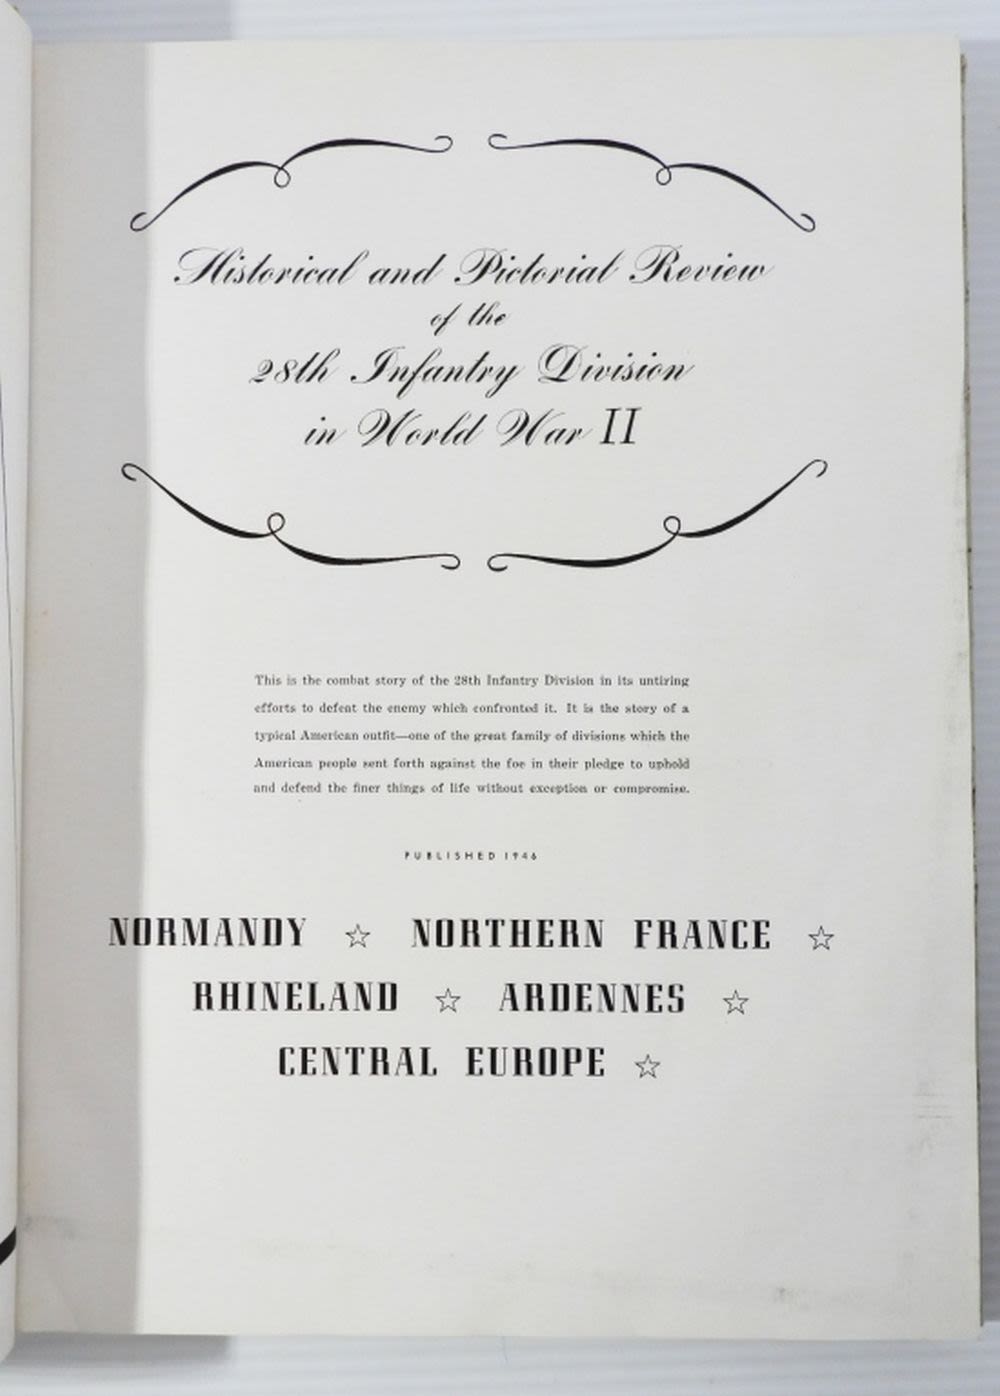 Historical and Pictorial Review
of the
28th Infantry Division
in World War II
This is the combat story of the 28th Infantry Division in its untiring
efforts to defeat the enemy which confronted it. It is the story of a
typical American outfit—one of the great family of divisions which the
American people sent forth against the foe in their pledge to uphold
and defend the finer things of life without exception or compromise.
PUBLISHED 1946
NORMANDY ☆ NORTHERN FRANCE ☆
RHINELAND ☆ ARDENNES ☆
CENTRAL EUROPE ☆